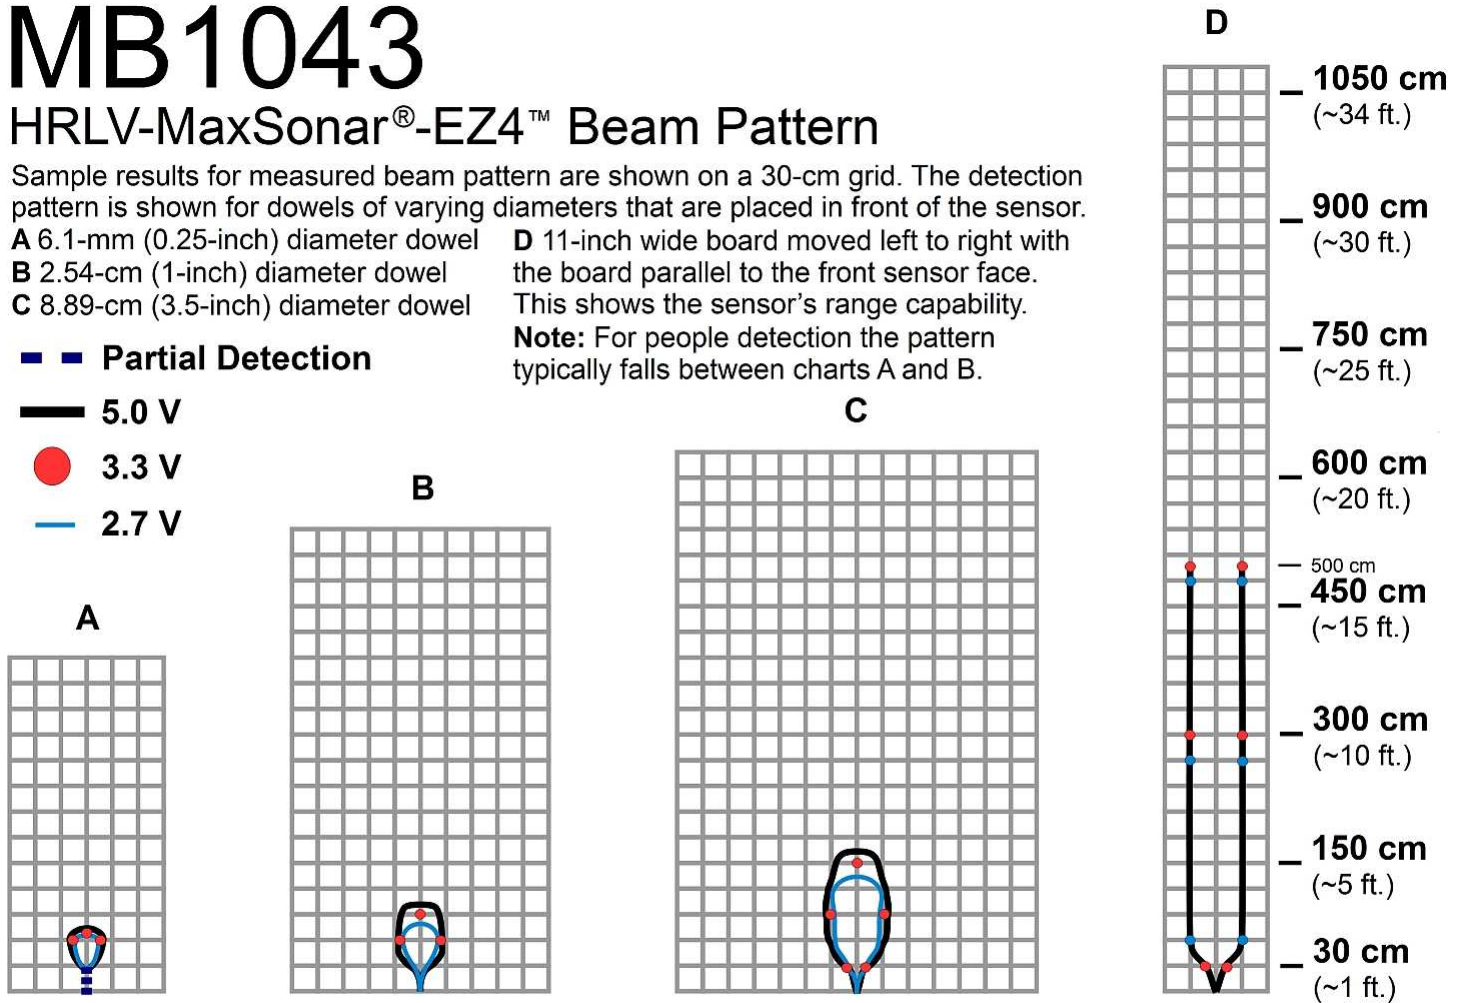 MB1043
HRLV-MaxSonar®-EZ4™ Beam Pattern
Sample results for measured beam pattern are shown on a 30-cm grid. The detection
pattern is shown for dowels of varying diameters that are placed in front of the sensor.
A 6.1-mm (0.25-inch) diameter dowel
B 2.54-cm (1-inch) diameter dowel
C 8.89-cm (3.5-inch) diameter dowel
D 11-inch wide board moved left to right with
the board parallel to the front sensor face.
This shows the sensor's range capability.
Note: For people detection the pattern
typically falls between charts A and B.
Partial Detection
5.0 V
3.3 V
2.7 V
A
B
C
D
1050 cm
(~34 ft.)
900 cm
(~30 ft.)
750 cm
(~25 ft.)
600 cm
(~20 ft.)
500 cm
450 cm
(~15 ft.)
300 cm
(~10 ft.)
150 cm
(~5 ft.)
30 cm
(~1 ft.)